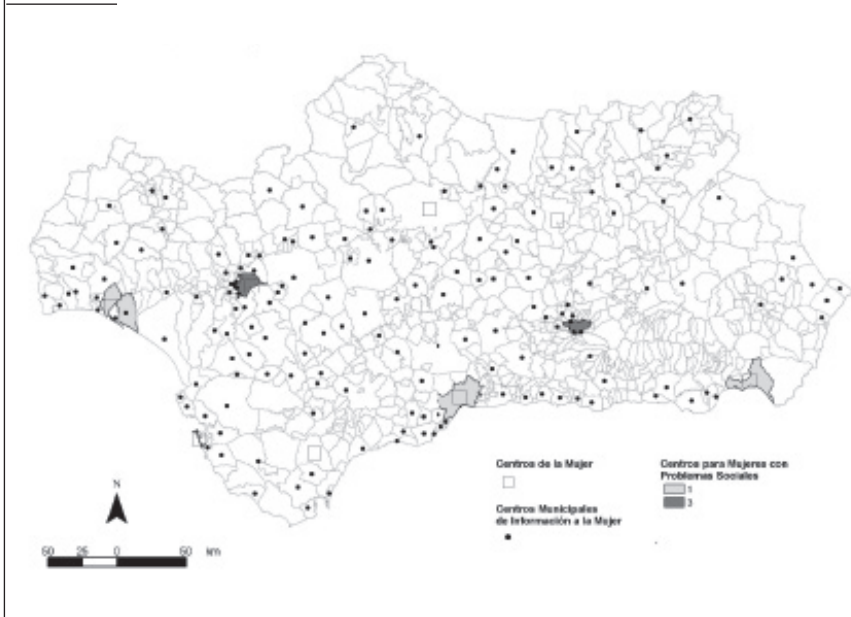 N
50 25 0 50 km
Centros de la Mujer
Centros Municipales
de Información a la Mujer
Centros para Mujeres con
Problemas Sociales
1
3